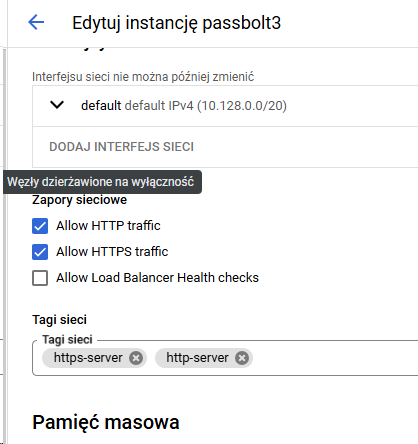 Edytuj instancję passbolt3
Interfejsu sieci nie można później zmienić
default default IPv4 (10.128.0.0/20)
DODAJ INTERFEJS SIECI
Węzły dzierżawione na wyłączność
Zapory sieciowe
Allow HTTP traffic
Allow HTTPS traffic
Allow Load Balancer Health checks
Tagi sieci
Tagi sieci
https-server
http-server
Pamięć masowa